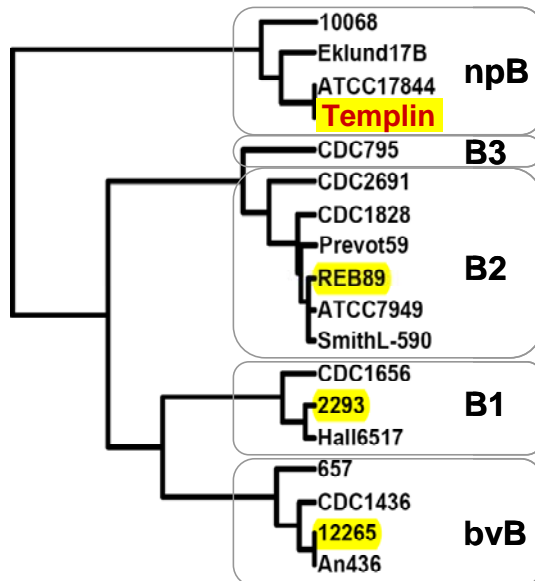 10068
Eklund17B
npB
ATCC17844
Templin
CDC795
B3
CDC2691
CDC1828
Prevot59
B2
REB89
ATCC7949
SmithL-590
CDC1656
2293
B1
Hall6517
657
CDC1436
12265
bvB
An436